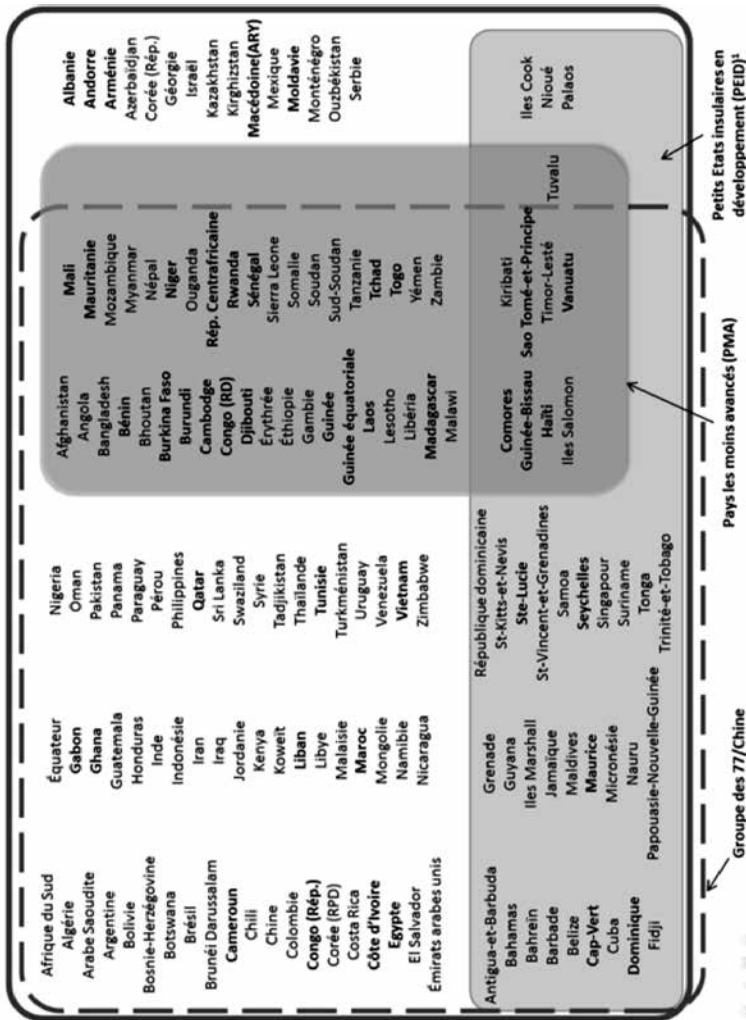 Afrique du Sud
Algérie
Arabe Saoudite
Argentine
Bolivie
Bosnie-Herzégovine
Botswana
Brésil
Brunéi Darussalam
Cameroun
Chili
Chine
Colombie
Congo (Rép.)
Corée (RPD)
Costa Rica
Côte d'Ivoire
Cuba
Egypte
El Salvador
Émirats arabes unis
Équateur
Gabon
Ghana
Guatemala
Honduras
Inde
Indonésie
Iran
Iraq
Jordanie
Kenya
Koweït
Liban
Libye
Malaisie
Maroc
Mongolie
Namibie
Nicaragua
Nigeria
Oman
Pakistan
Panama
Paraguay
Pérou
Philippines
Qatar
Sri Lanka
Swaziland
Syrie
Tadjikistan
Thaïlande
Tunisie
Turkménistan
Uruguay
Venezuela
Vietnam
Zimbabwe
Afghanistan
Angola
Bangladesh
Bénin
Bhoutan
Burkina Faso
Burundi
Cambodge
Congo (RD)
Djibouti
Érythrée
Éthiopie
Gambie
Guinée
Guinée équatoriale
Laos
Lesotho
Libéria
Madagascar
Malawi
Mali
Mauritanie
Mozambique
Myanmar
Népal
Niger
Ouganda
Rép. Centrafricaine
Rwanda
Sénégal
Sierra Leone
Somalie
Soudan
Sud-Soudan
Tanzanie
Tchad
Togo
Yémen
Zambie
Albanie
Andorre
Arménie
Azerbaïdjan
Corée (Rép.)
Géorgie
Israël
Kazakhstan
Kirghizstan
Macédoine(ARY)
Mexique
Moldavie
Monténégro
Ouzbékistan
Serbie
Antigua-et-Barbuda
Bahamas
Bahrein
Barbade
Belize
Cap-Vert
Cuba
Dominique
Fidji
Grenade
Guyana
Iles Marshall
Jamaïque
Maldives
Maurice
Micronésie
Nauru
Papouasie-Nouvelle-Guinée
République dominicaine
St-Kitts-et-Nevis
Ste-Lucie
St-Vincent-et-Grenadines
Samoa
Seychelles
Singapour
Suriname
Tonga
Trinité-et-Tobago
Comores
Guinée-Bissau
Haïti
Iles Salomon
Kiribati
Sao Tomé-et-Principe
Timor-Lesté
Vanuatu
Tuvalu
Iles Cook
Nioué
Palaos
Groupe des 77/Chine
Pays les moins avancés (PMA)
Petits Etats insulaires en
développement (PEID)¹